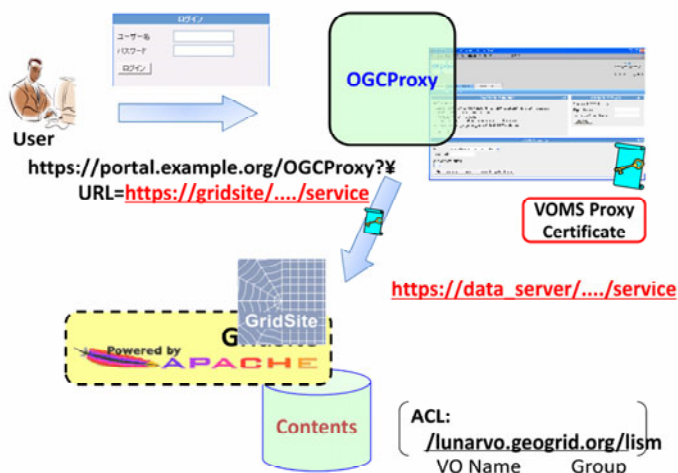 ログイン
ユーザー名
パスワード
ログイン
OGCProxy
User
https://portal.example.org/OGCProxy?¥
URL=https://gridsite/..../service
VOMS Proxy
Certificate
https://data_server/..../service
GridSite
G
Powered by
APACHE
Contents
ACL:
/lunarvo.geogrid.org/lism
VO Name Group